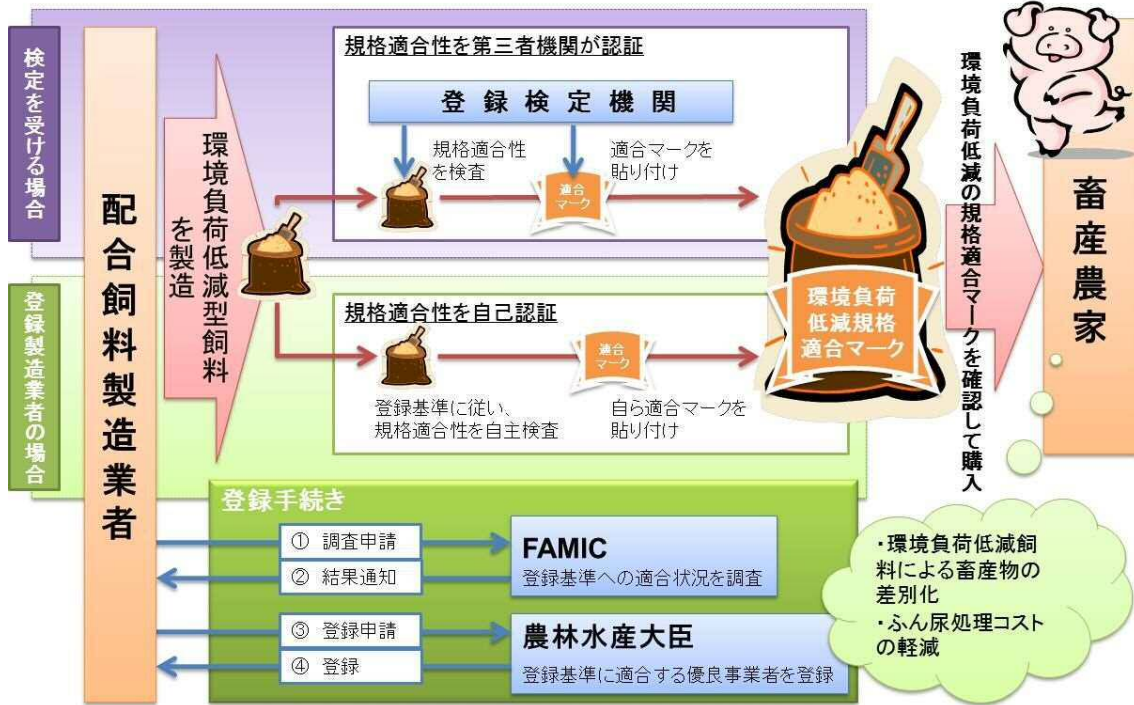 検定を受ける場合
登録製造業者の場合
配合飼料製造業者
環境負荷低減型飼料
を製造
規格適合性を第三者機関が認証
登録検定機関
規格適合性
を検査
適合マークを
貼り付け
適合
マーク
規格適合性を自己認証
適合
マーク
登録基準に従い、
規格適合性を自主検査
自ら適合マークを
貼り付け
環境負荷
低減規格
適合マーク
環境負荷低減の規格適合マークを確認して購入
畜産農家
登録手続き
① 調査申請
② 結果通知
FAMIC
登録基準への適合状況を調査
③ 登録申請
④ 登録
農林水産大臣
登録基準に適合する優良事業者を登録
・環境負荷低減飼
料による畜産物の
差別化
・ふん尿処理コスト
の軽減